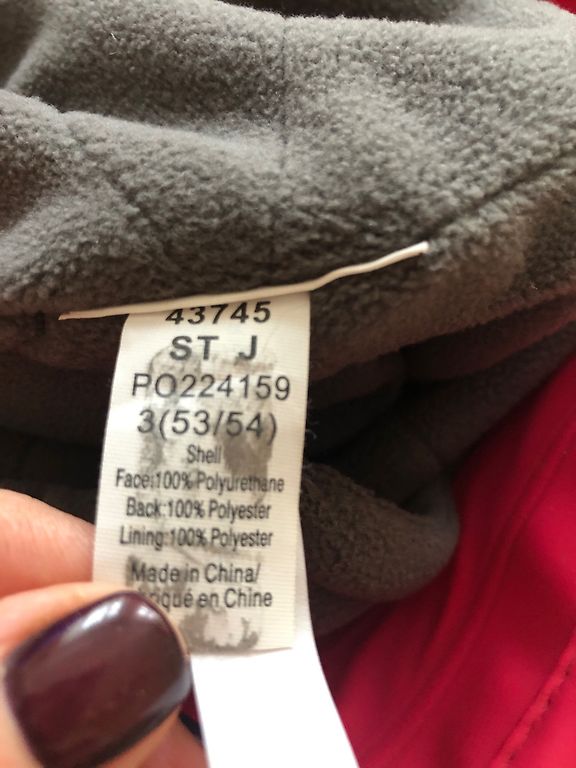 43745
ST J
PO224159
3(53/54)
Shell
Face:100% Polyurethane
Back:100% Polyester
Lining:100% Polyester
Made in China/
en Chine